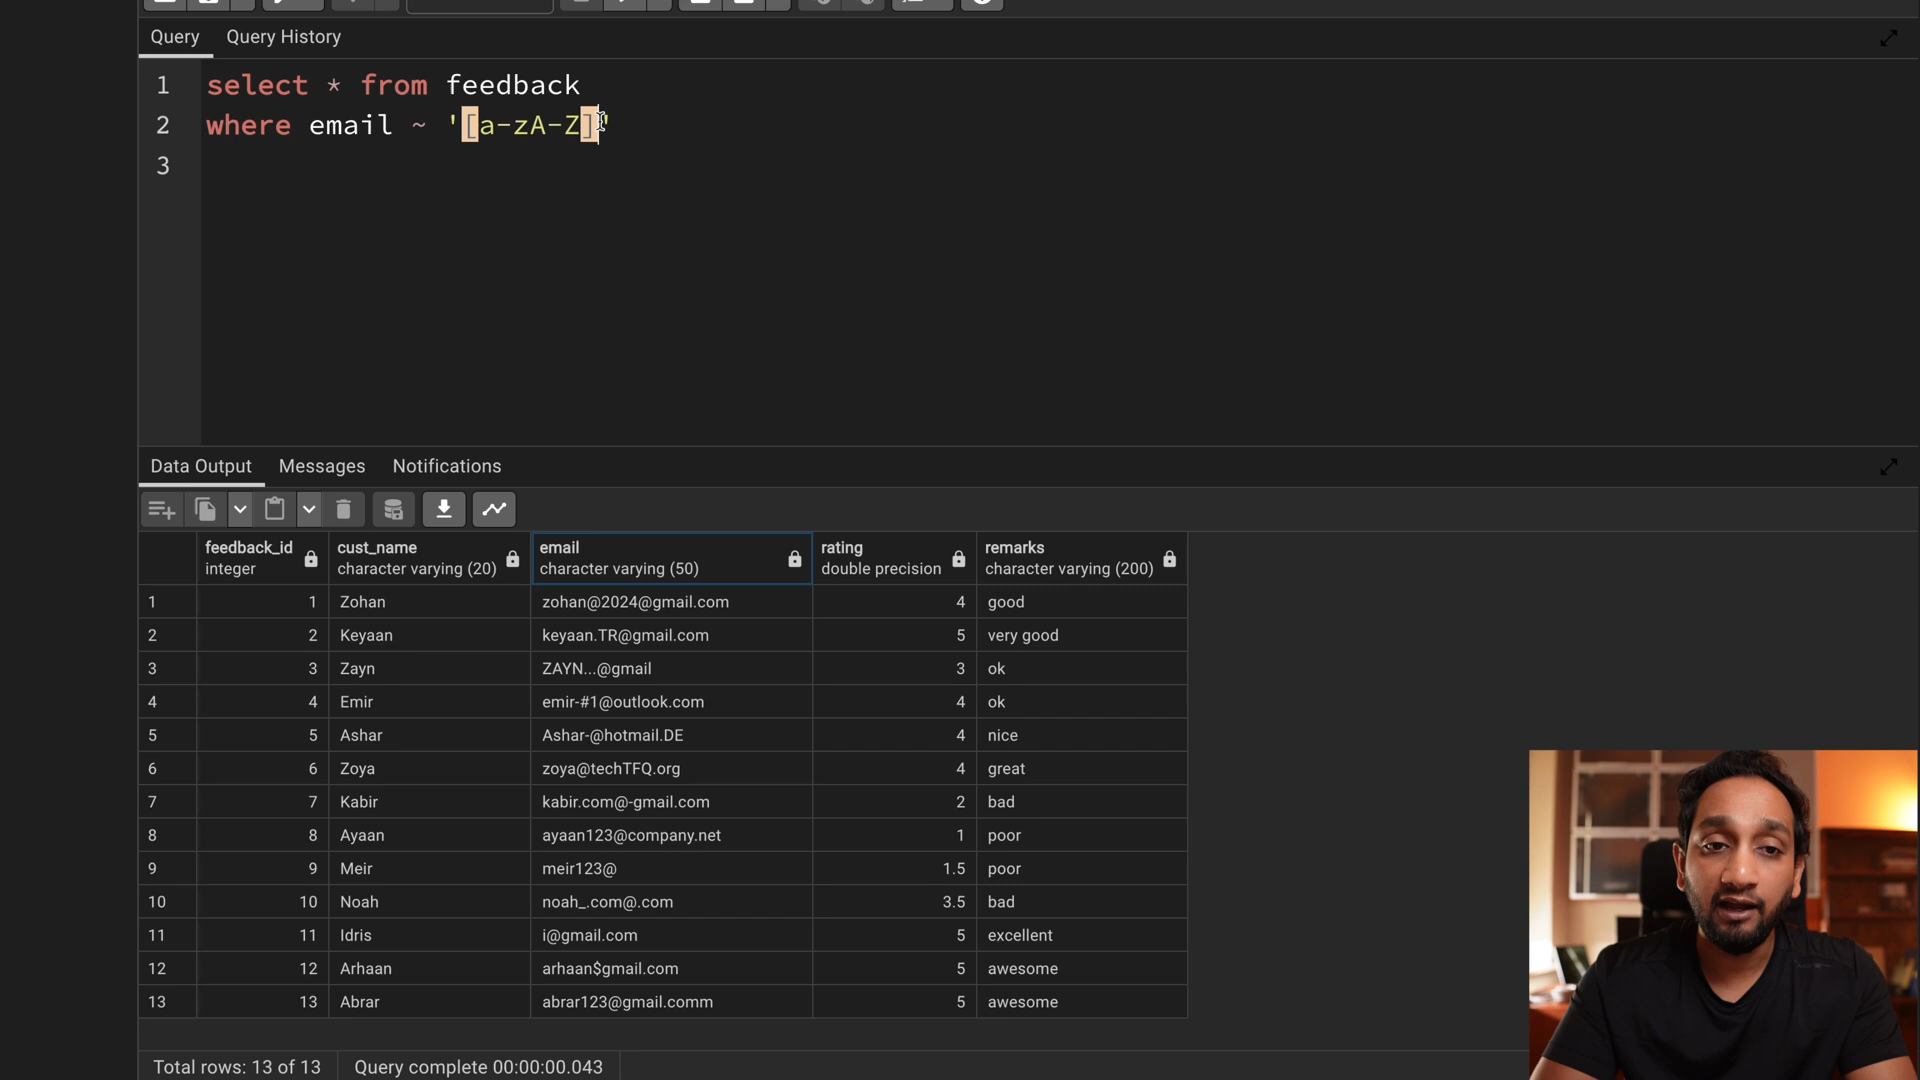 Query Query History
1 select * from feedback
2 where email ~ '[a-zA-Z]'
3
Data Output Messages Notifications
feedback_id integer cust_name character varying (20) email character varying (50) rating double precision remarks character varying (200)
1 1 Zohan zohan@2024@gmail.com 4 good
2 2 Keyaan keyaan.TR@gmail.com 5 very good
3 3 Zayn ZAYN...@gmail 3 ok
4 4 Emir emir-#1@outlook.com 4 ok
5 5 Ashar Ashar-@hotmail.DE 4 nice
6 6 Zoya zoya@techTFQ.org 4 great
7 7 Kabir kabir.com@-gmail.com 2 bad
8 8 Ayaan ayaan123@company.net 1 poor
9 9 Meir meir123@ 1.5 poor
10 10 Noah noah_.com@.com 3.5 bad
11 11 Idris i@gmail.com 5 excellent
12 12 Arhaan arhaan$gmail.com 5 awesome
13 13 Abrar abrar123@gmail.comm 5 awesome
Total rows: 13 of 13 Query complete 00:00:00.043